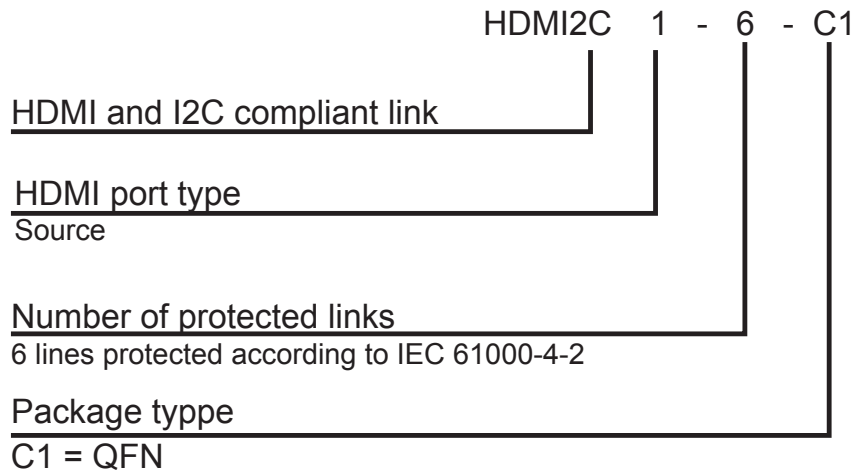 HDMI2C 1 - 6 - C1
HDMI and I2C compliant link
HDMI port type
Source
Number of protected links
6 lines protected according to IEC 61000-4-2
Package typpe
C1 = QFN